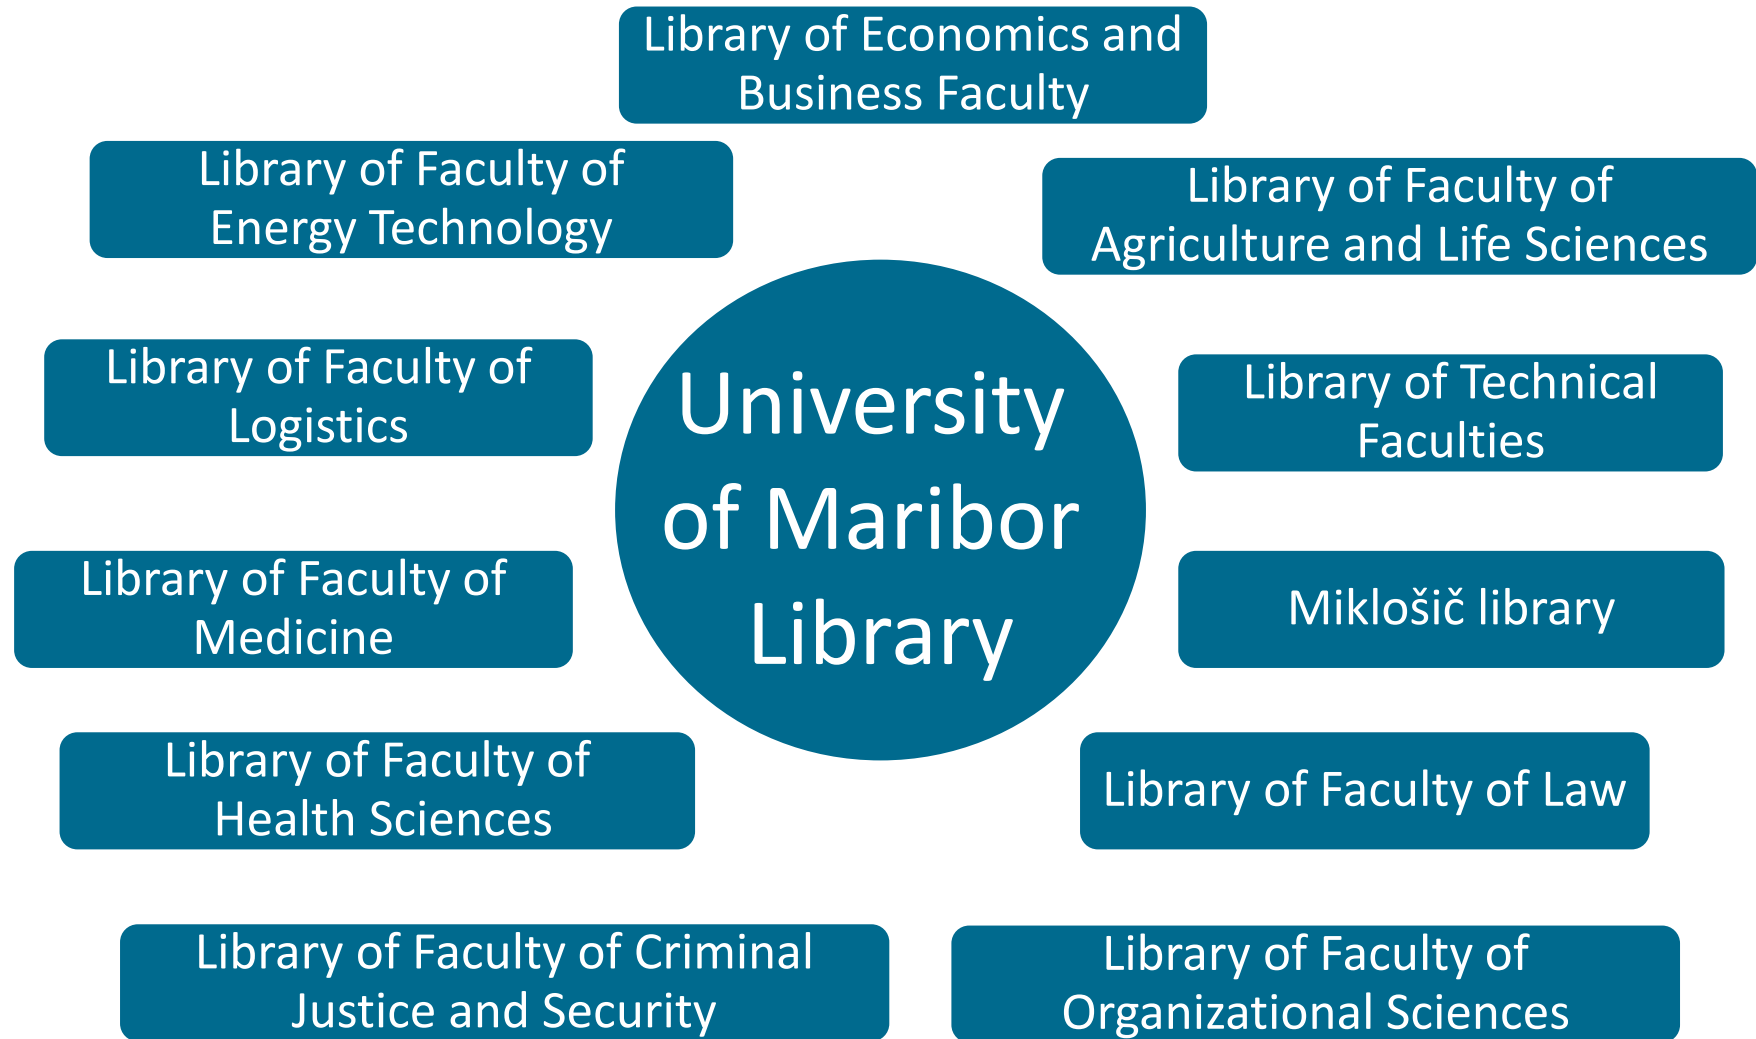 Library of Economics and
Business Faculty
Library of Faculty of
Energy Technology
Library of Faculty of
Agriculture and Life Sciences
Library of Faculty of
Logistics
University
of Maribor
Library
Library of Technical
Faculties
Library of Faculty of
Medicine
Miklošič library
Library of Faculty of
Health Sciences
Library of Faculty of Law
Library of Faculty of Criminal
Justice and Security
Library of Faculty of
Organizational Sciences